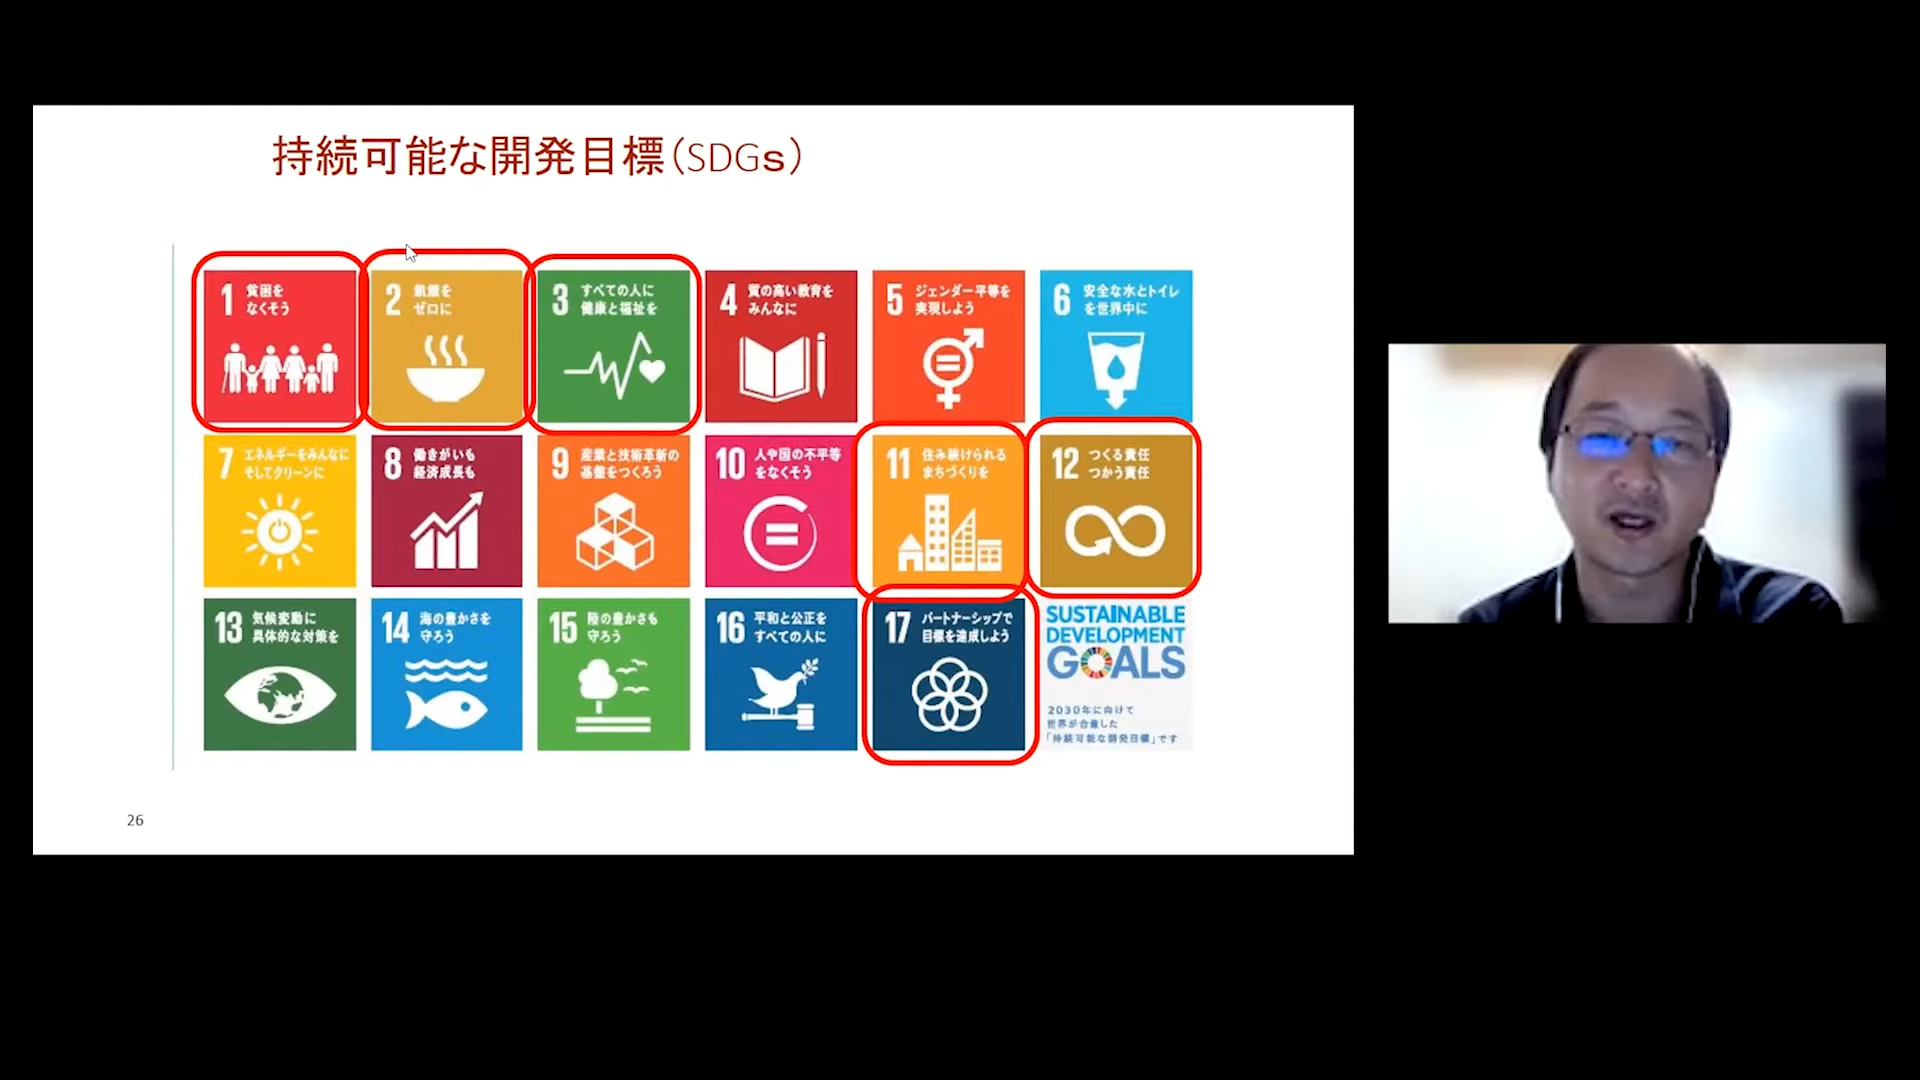 持続可能な開発目標(SDGs)
1 貧困を
なくそう
2 飢餓を
ゼロに
3 すべての人に
健康と福祉を
4 質の高い教育を
みんなに
5 ジェンダー平等を
実現しよう
6 安全な水とトイレ
を世界中に
7 エネルギーをみんなに
そしてクリーンに
8 働きがいも
経済成長も
9 産業と技術革新の
基盤をつくろう
10 人や国の不平等
をなくそう
11 住み続けられる
まちづくりを
12 つくる責任
つかう責任
13 気候変動に
具体的な対策を
14 海の豊かさを
守ろう
15 陸の豊かさも
守ろう
16 平和と公正を
すべての人に
17 パートナーシップで
目標を達成しよう
SUSTAINABLE
DEVELOPMENT
GOALS
2030年に向けて
世界が合意した
「持続可能な開発目標」です
26